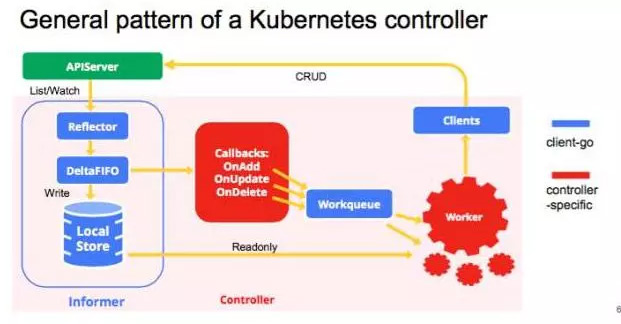 General pattern of a Kubernetes controller
APIServer
CRUD
List/Watch
Reflector
Clients
client-go
DeltaFIFO
Callbacks:
OnAdd
OnUpdate
OnDelete
controller
-specific
Write
Workqueue
Worker
Local
Store
Readonly
Informer
Controller
6